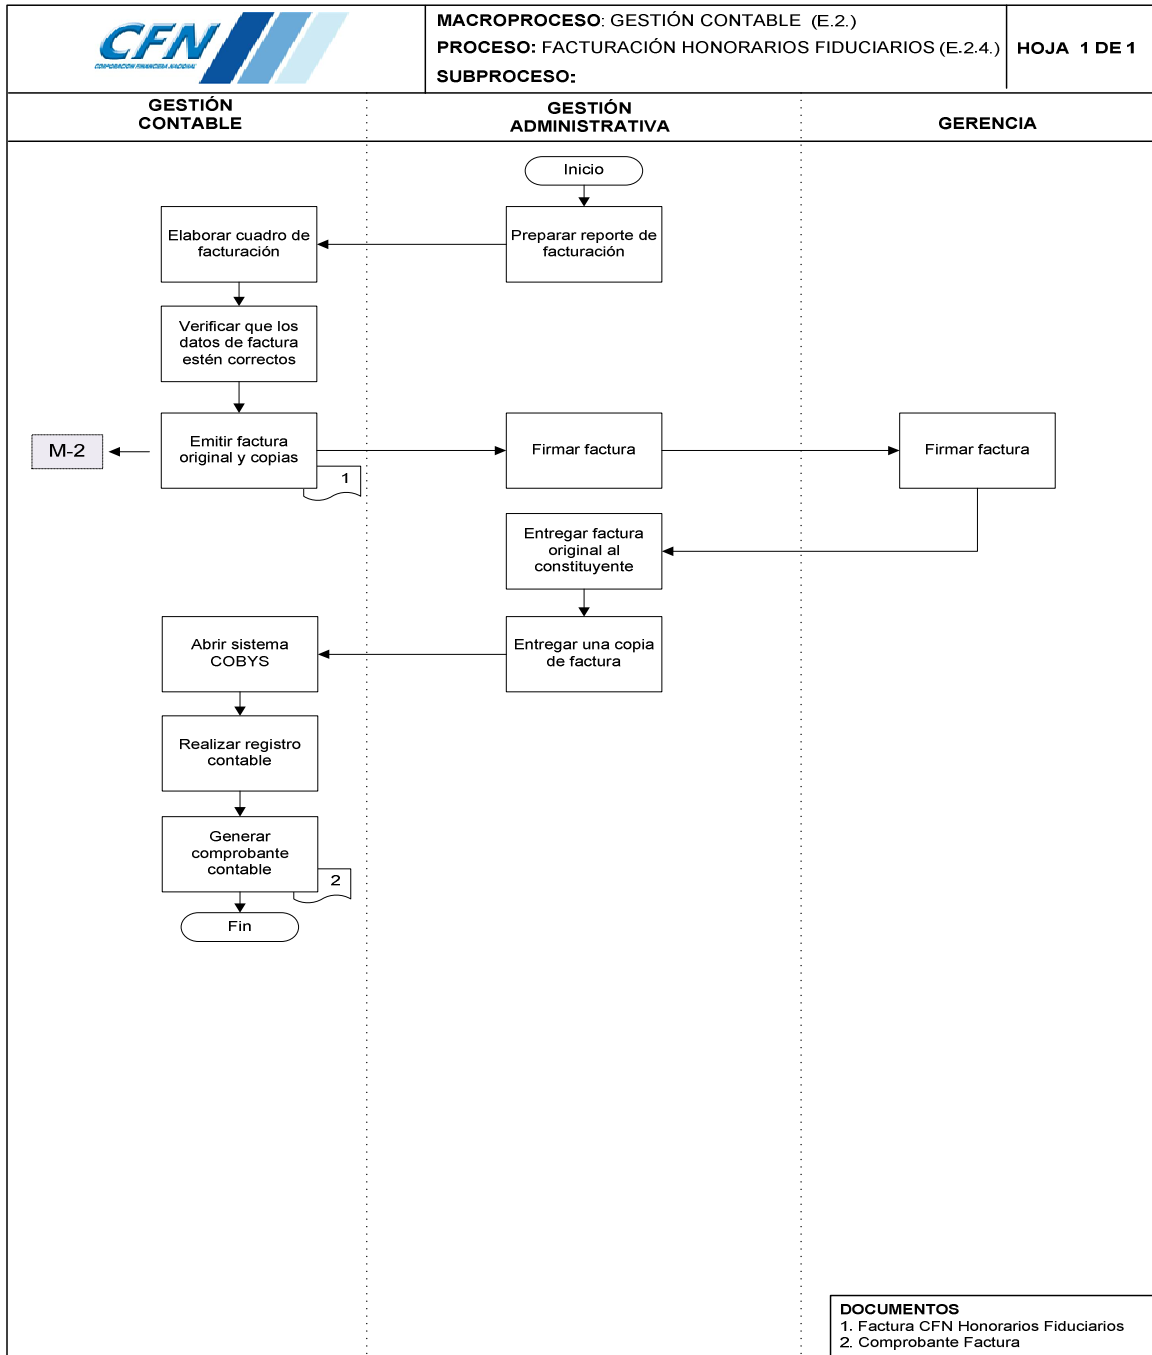 CFN
CORPORACIÓN FINANCIERA NACIONAL
MACROPROCESO: GESTIÓN CONTABLE (E.2.)
PROCESO: FACTURACIÓN HONORARIOS FIDUCIARIOS (E.2.4.)
SUBPROCESO:
HOJA 1 DE 1
GESTIÓN
CONTABLE
GESTIÓN
ADMINISTRATIVA
GERENCIA
Inicio
Preparar reporte de
facturación
Elaborar cuadro de
facturación
Verificar que los
datos de factura
estén correctos
M-2
Emitir factura
original y copias
1
Firmar factura
Firmar factura
Entregar factura
original al
constituyente
Entregar una copia
de factura
Abrir sistema
COBYS
Realizar registro
contable
Generar
comprobante
contable
2
Fin
DOCUMENTOS
1. Factura CFN Honorarios Fiduciarios
2. Comprobante Factura